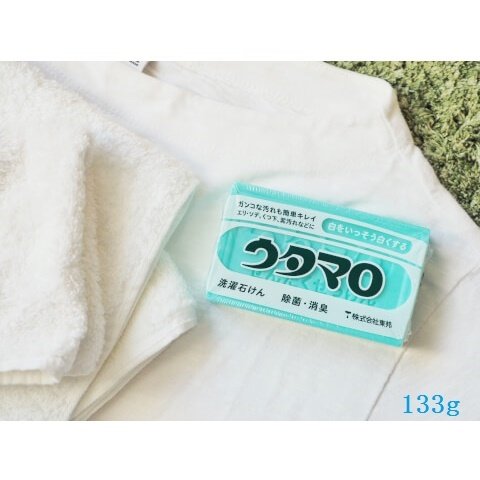 ガンコな汚れも簡単キレイ
エリ・ソデ、くつ下、泥汚れなどに
白をいっそう白くする
ウタマロ
洗濯石けん
除菌・消臭
株式会社東邦
133g